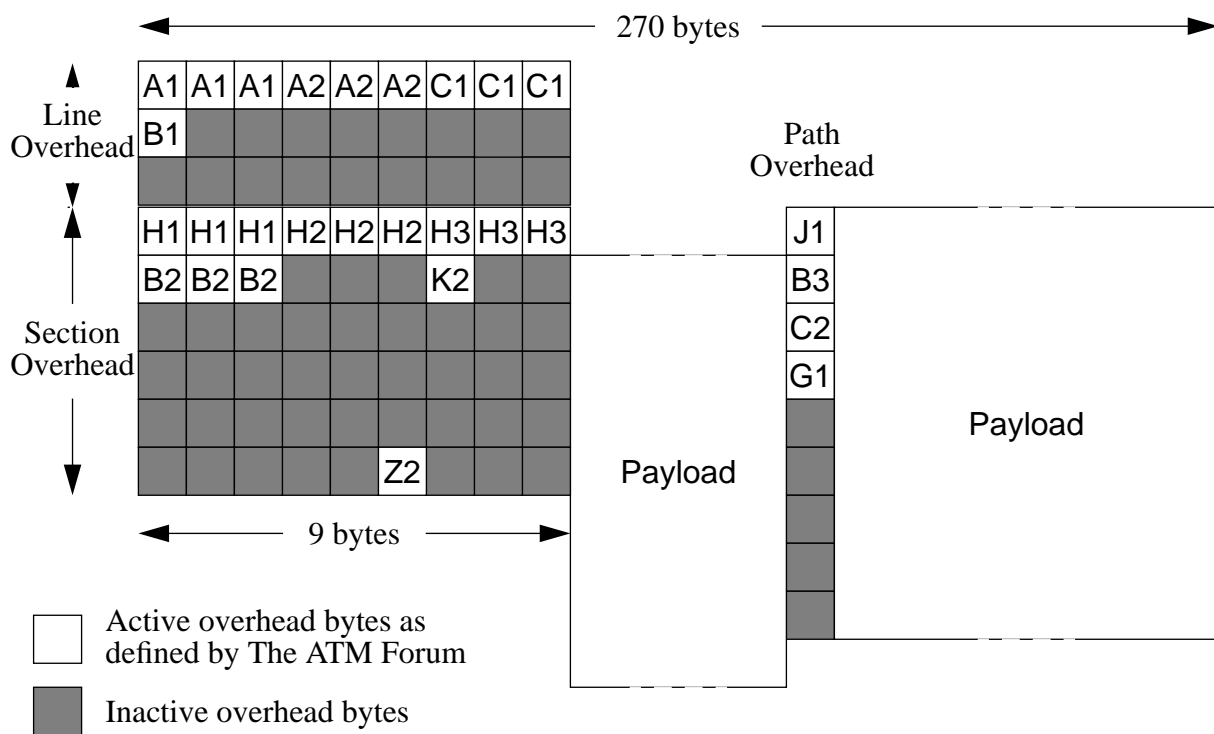 270 bytes
A1 A1 A1 A2 A2 A2 C1 C1 C1
Line
Overhead
B1
Path
Overhead
H1 H1 H1 H2 H2 H2 H3 H3 H3
J1
B2 B2 B2 K2
B3
Section
Overhead
C2
G1
Payload
Z2
Payload
9 bytes
Active overhead bytes as
defined by The ATM Forum
Inactive overhead bytes